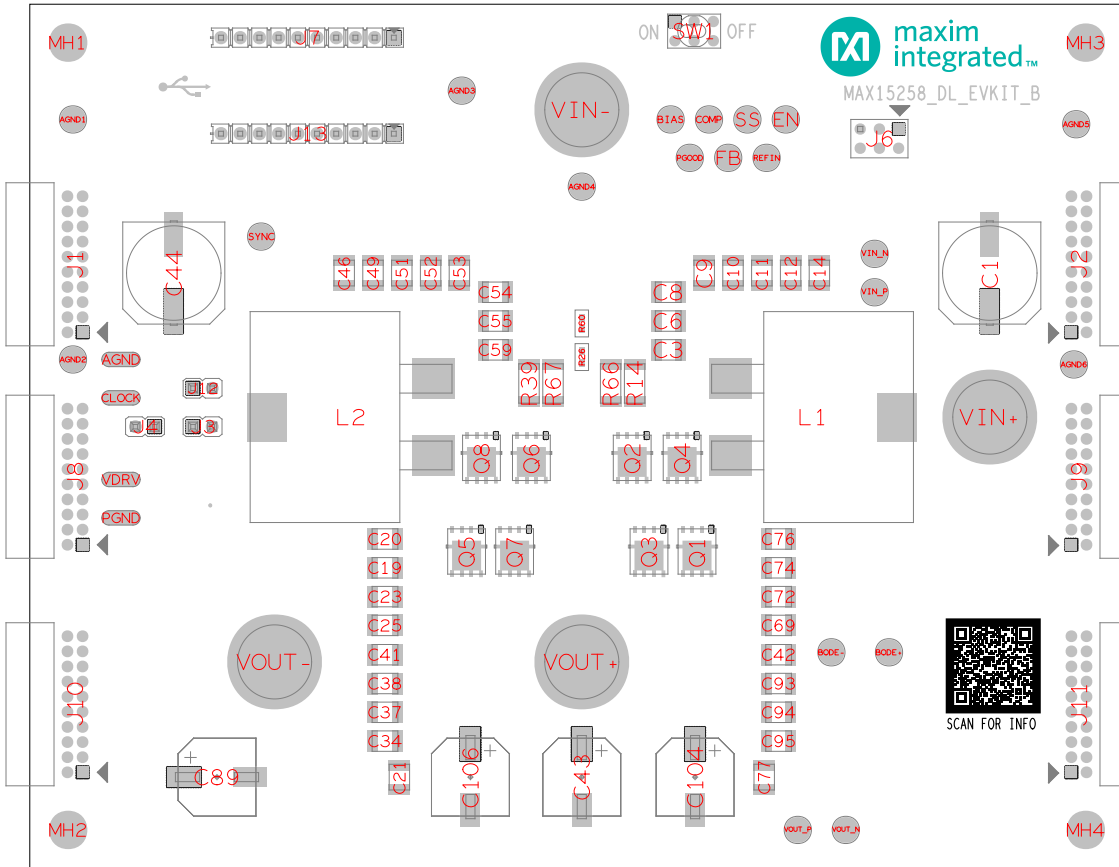 MH1
J7
ON
SW1
OFF
maxim
integrated™
MH3
MAX15258_DL_EVKIT_B
AGND3
VIN-
AGND1
J13
BIAS
COMP
SS
EN
J6
AGND5
PGOOD
FB
REFIN
AGND4
SYNC
J1
C44
C46
C49
C51
C52
C53
C9
C10
C11
C12
C14
VIN_N
VIN_P
C1
J2
C54
C8
C55
R60
C6
C59
R26
C3
AGND2
AGND
AGND6
R39
R67
R66
R14
J12
CLOCK
J4
J3
L2
L1
VIN+
J8
VDRV
Q8
Q6
Q2
Q4
J9
PGND
C20
Q5
Q7
Q3
Q1
C76
C19
C74
C23
C72
C25
C69
VOUT-
C41
VOUT+
C42
BODE-
BODE+
C38
C93
J10
C37
C94
J11
SCAN FOR INFO
C34
C95
C89
C21
C106
C43
C104
C77
MH2
VOUT_P
VOUT_N
MH4